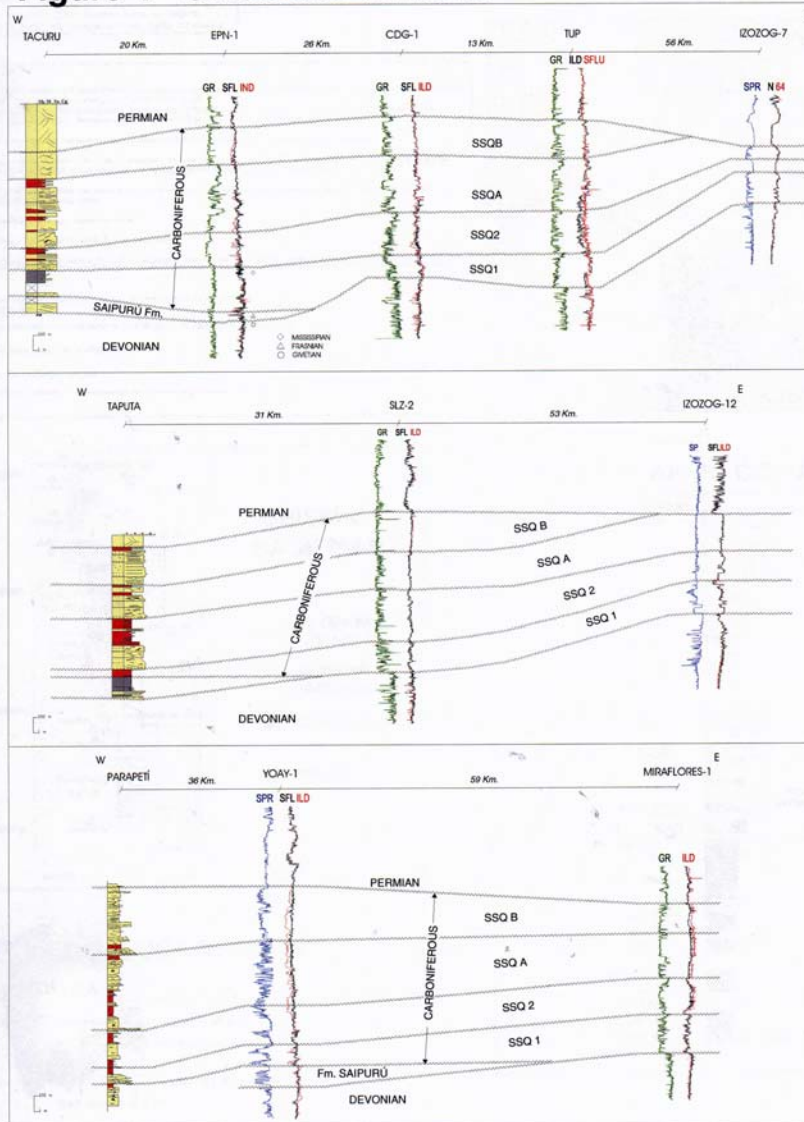 W
TACURU EPN-1 CDG-1 TUP IZOZOG-7
20 Km. 26 Km. 13 Km. 56 Km.
GR ILD SFLU
GR SFL IND GR SFL ILD SPR N 64
PERMIAN
SSQB
CARBONIFEROUS
SSQA
SSQ2
SSQ1
SAIPURÚ Fm.
DEVONIAN
MISSISSIPIAN
FRASNIAN
GIVETIAN
W E
TAPUTA SLZ-2 IZOZOG-12
31 Km. 53 Km.
GR SFL ILD SP SFL ILD
PERMIAN
SSQ B
CARBONIFEROUS
SSQ A
SSQ 2
SSQ 1
DEVONIAN
W E
PARAPETÍ YOAY-1 MIRAFLORES-1
36 Km. 59 Km.
SPR SFL ILD
GR ILD
PERMIAN
SSQ B
CARBONIFEROUS
SSQ A
SSQ 2
SSQ 1
Fm. SAIPURÚ
DEVONIAN